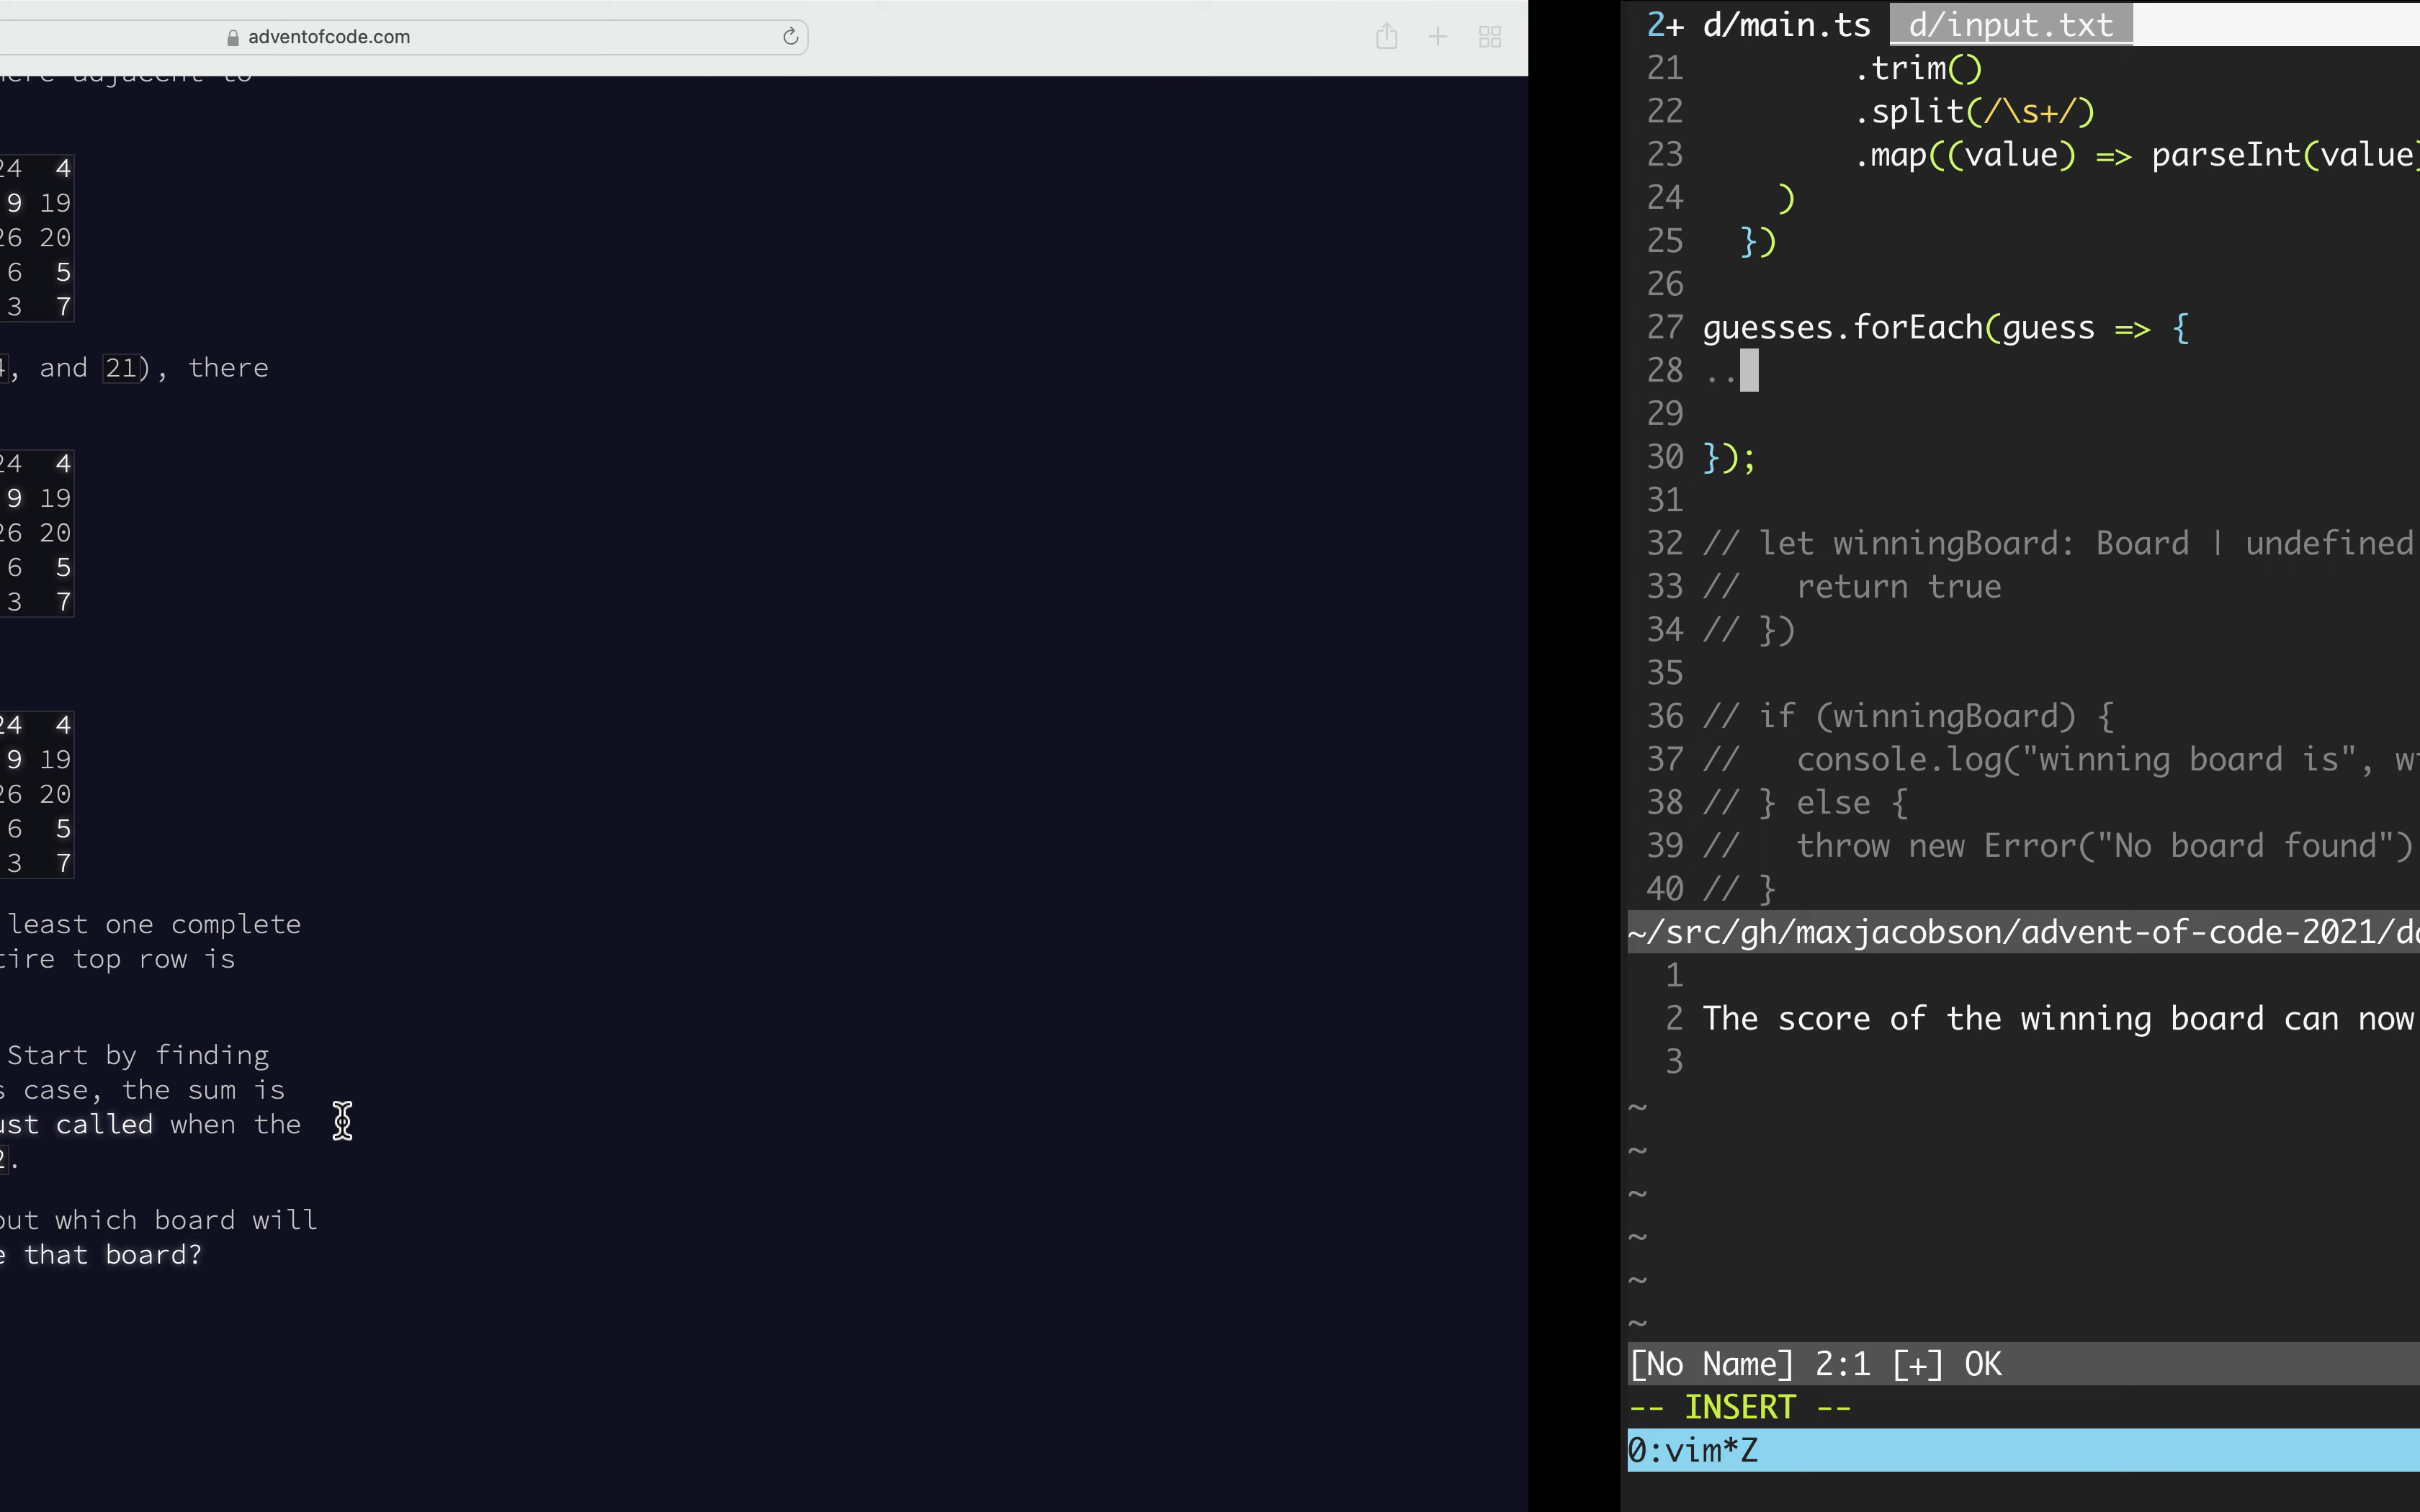 adventofcode.com
adjacent to
24 4
9 19
26 20
6 5
3 7
, and 21), there
24 4
9 19
26 20
6 5
3 7
24 4
9 19
26 20
6 5
3 7
least one complete
top row is
Start by finding
case, the sum is
called when the
.
which board will
that board?
2+ d/main.ts d/input.txt
21 .trim()
22 .split(/\s+/)
23 .map((value) => parseInt(value
24 )
25 })
26
27 guesses.forEach(guess => {
28 ..
29
30 });
31
32 // let winningBoard: Board | undefined
33 // return true
34 // })
35
36 // if (winningBoard) {
37 // console.log("winning board is",
38 // } else {
39 // throw new Error("No board found")
40 // }
~/src/gh/maxjacobson/advent-of-code-2021/
1
2 The score of the winning board can now
3
~
~
~
~
~
~
[No Name] 2:1 [+] OK
-- INSERT --
0:vim*Z